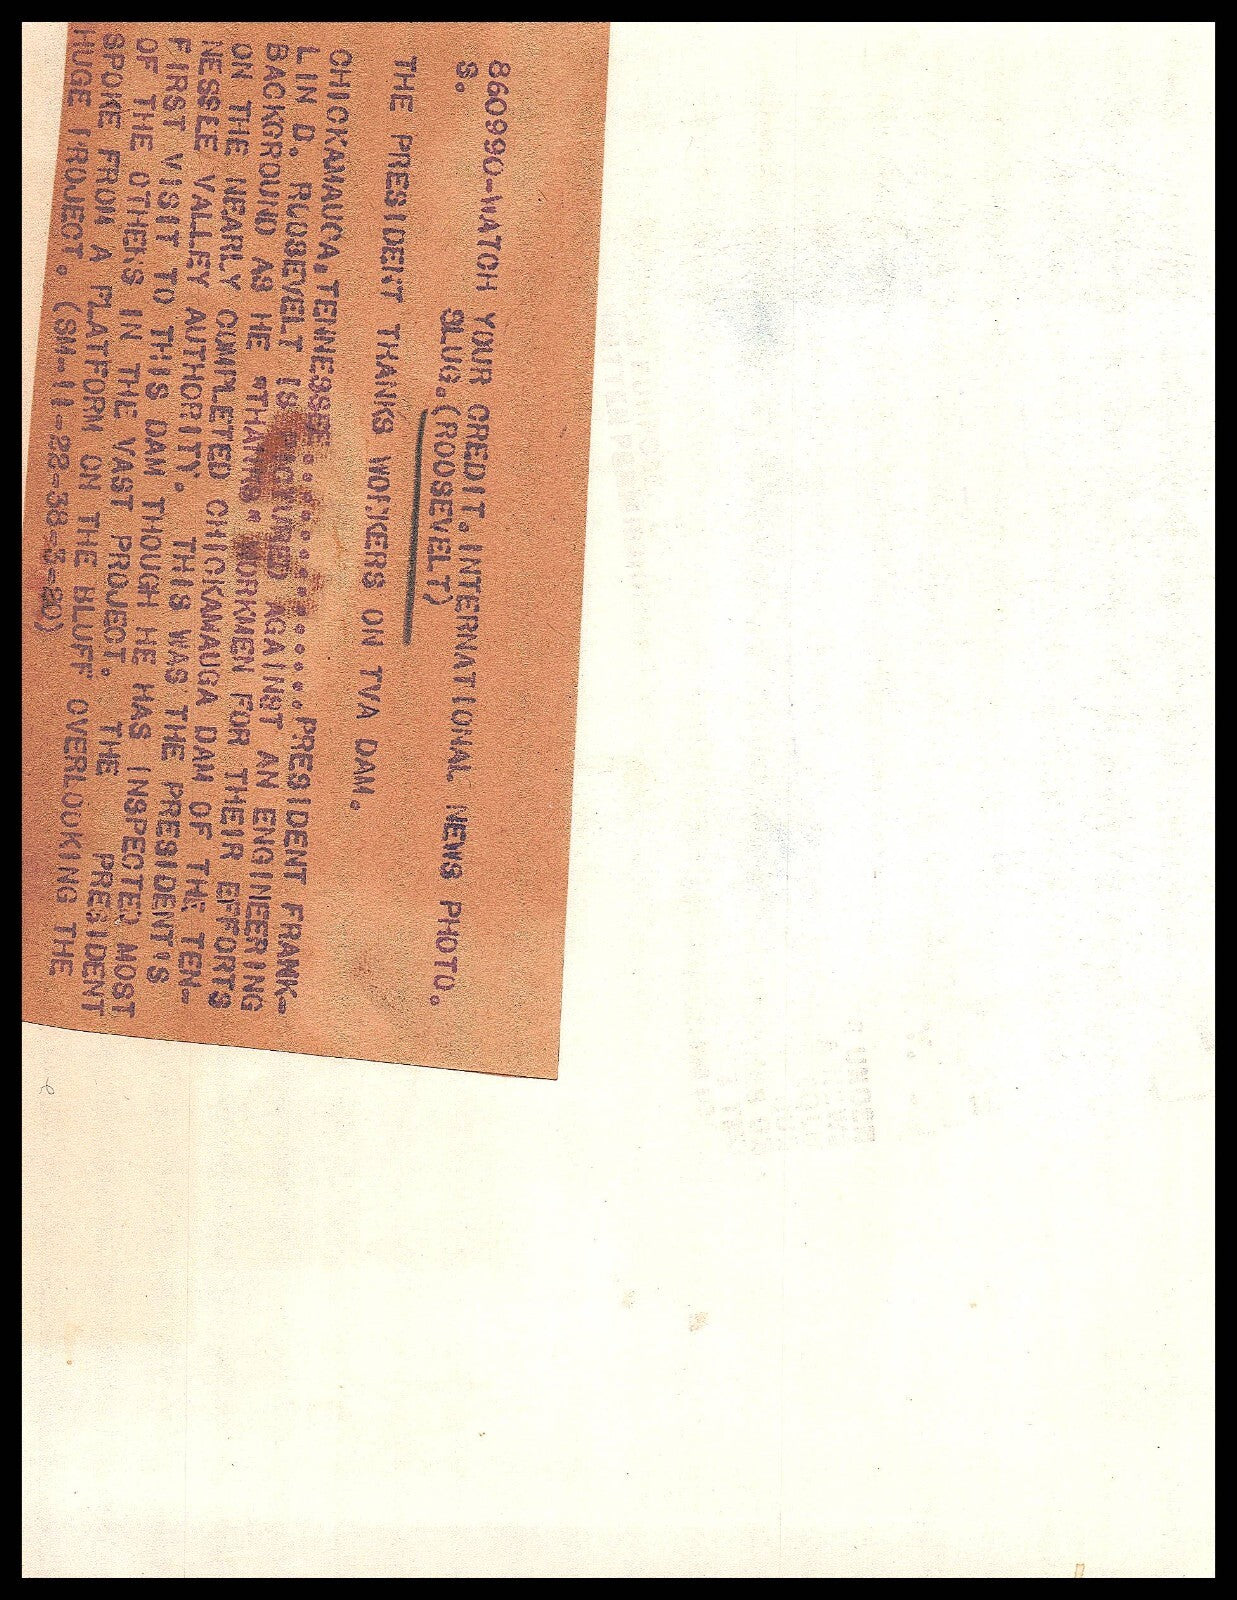 860990-WATCH YOUR CREDIT.INTERNATIONAL NEWS PHOTO.
S. SLUG.(ROOSEVELT)
THE PRESIDENT THANKS WORKERS ON TVA DAM.
CHICKAMAUGA,TENNESSEE..............PRESIDENT FRANK-
LIN D. ROOSEVELT IS PICTURED AGAINST AN ENGINEERING
BACKGROUND AS HE "THANKS" WORKMEN FOR THEIR EFFORTS
ON THE NEARLY COMPLETED CHICKAMAUGA DAM OF THE TEN-
NESSEE VALLEY AUTHORITY. THIS WAS THE PRESIDENT'S
FIRST VISIT TO THIS DAM THOUGH HE HAS INSPECTED MOST
OF THE OTHERS IN THE VAST PROJECT. THE PRESIDENT
SPOKE FROM A PLATFORM ON THE BLUFF OVERLOOKING THE
HUGE PROJECT. (SM-11-22-38-3-20)